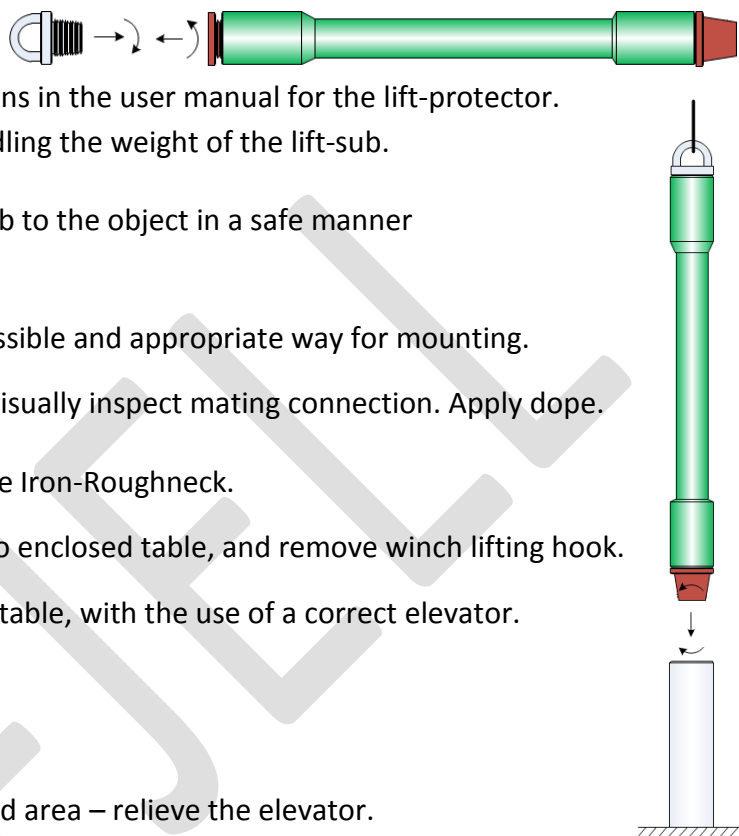 ns in the user manual for the lift-protector.
dling the weight of the lift-sub.
b to the object in a safe manner
ssible and appropriate way for mounting.
isually inspect mating connection. Apply dope.
e Iron-Roughneck.
o enclosed table, and remove winch lifting hook.
table, with the use of a correct elevator.
d area – relieve the elevator.
EJELL